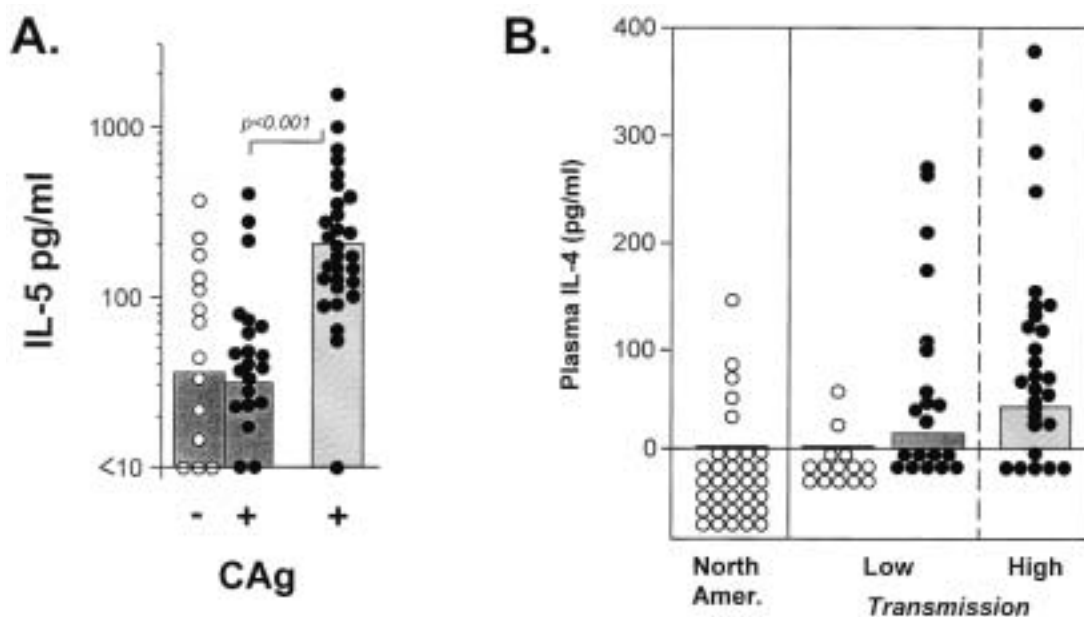 A.
IL-5 pg/ml
1000
100
<10
p<0.001
- + +
CAg
B.
Plasma IL-4 (pg/ml)
400
300
200
100
0
North
Amer.
Low
High
Transmission